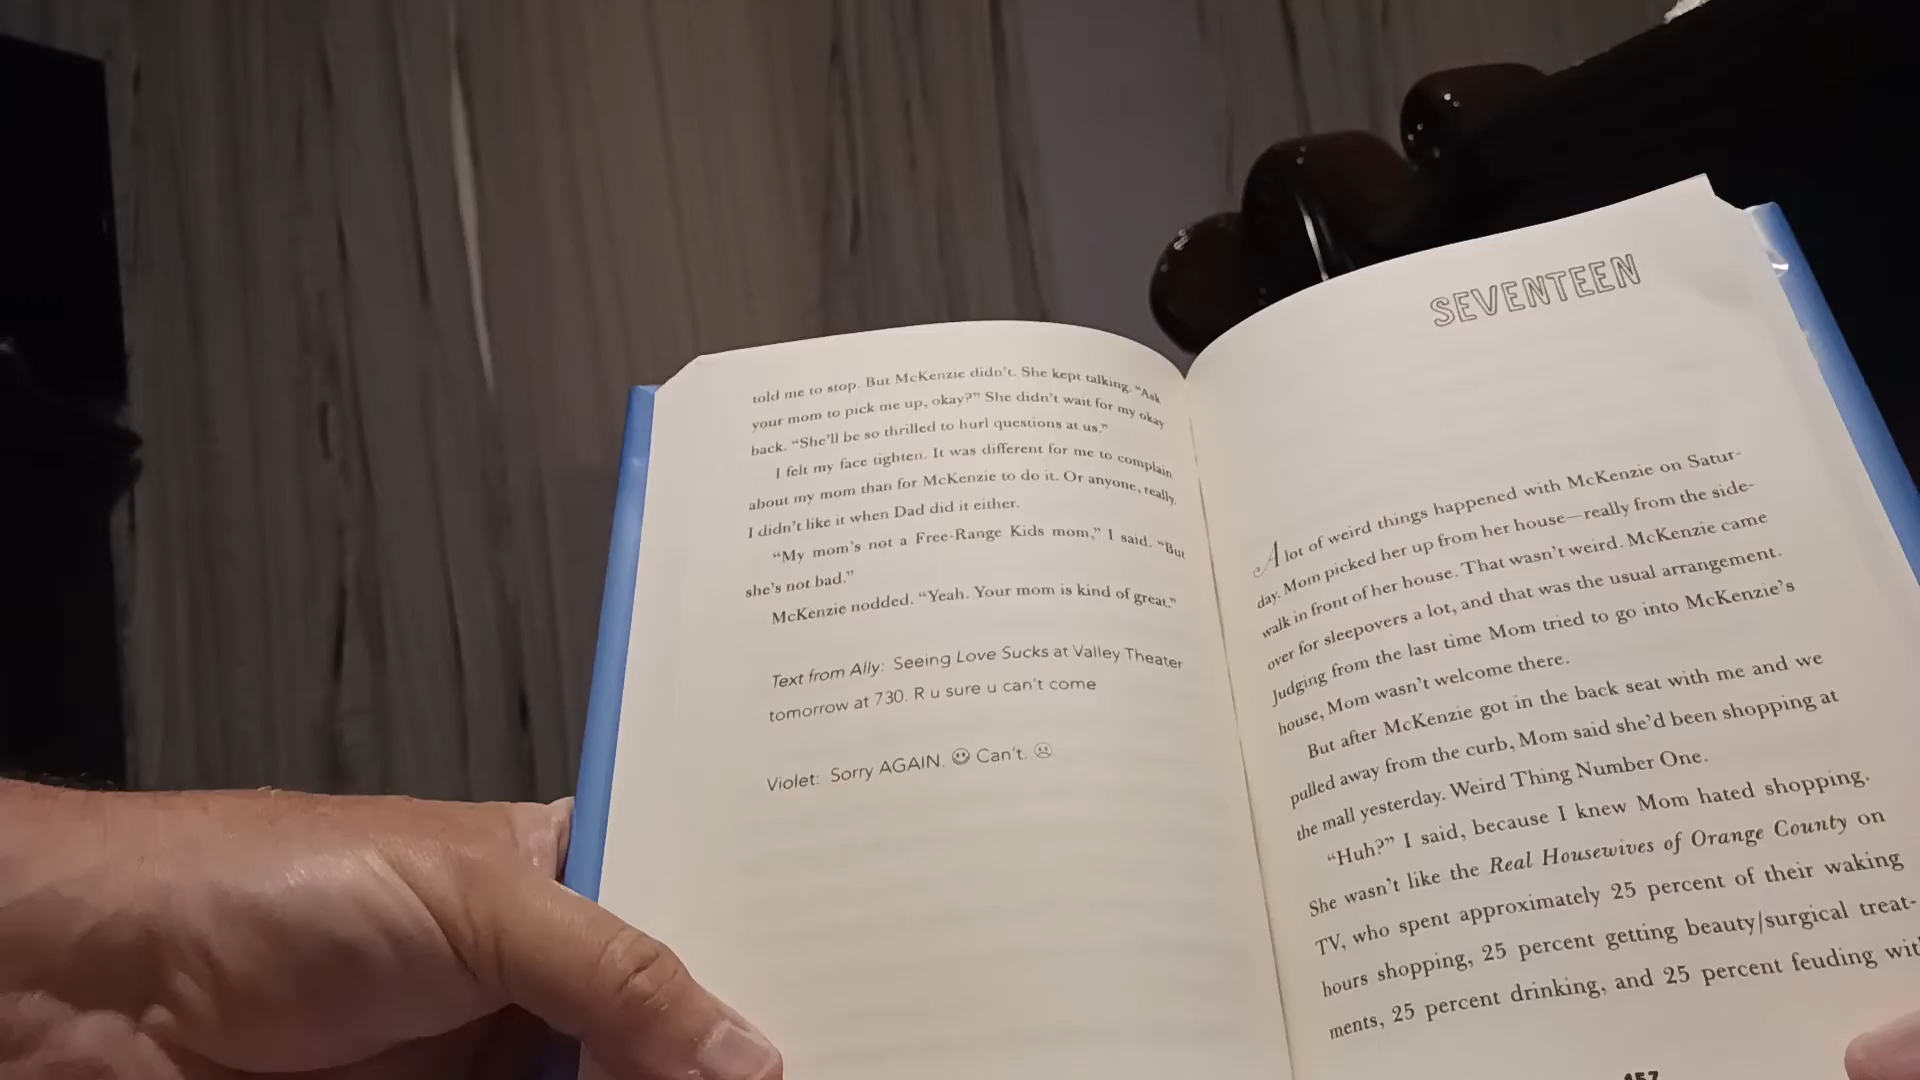 told me to stop. But McKenzie didn't. She kept talking. “Ask
your mom to pick me up, okay?” She didn't wait for my okay
back. “She'll be so thrilled to hurl questions at us.”
I felt my face tighten. It was different for me to complain
about my mom than for McKenzie to do it. Or anyone, really.
I didn't like it when Dad did it either.
“My mom's not a Free-Range Kids mom,” I said. “But
she's not bad.”
McKenzie nodded. “Yeah. Your mom is kind of great.”
Text from Ally: Seeing Love Sucks at Valley Theater
tomorrow at 730. R u sure u can't come
Violet: Sorry AGAIN. ☺ Can't. ☹
SEVENTEEN
A lot of weird things happened with McKenzie on Satur-
day. Mom picked her up from her house—really from the side-
walk in front of her house. That wasn't weird. McKenzie came
over for sleepovers a lot, and that was the usual arrangement.
Judging from the last time Mom tried to go into McKenzie's
house, Mom wasn't welcome there.
But after McKenzie got in the back seat with me and we
pulled away from the curb, Mom said she'd been shopping at
the mall yesterday. Weird Thing Number One.
“Huh?” I said, because I knew Mom hated shopping.
She wasn't like the Real Housewives of Orange County on
TV, who spent approximately 25 percent of their waking
hours shopping, 25 percent getting beauty/surgical treat-
ments, 25 percent drinking, and 25 percent feuding with
157